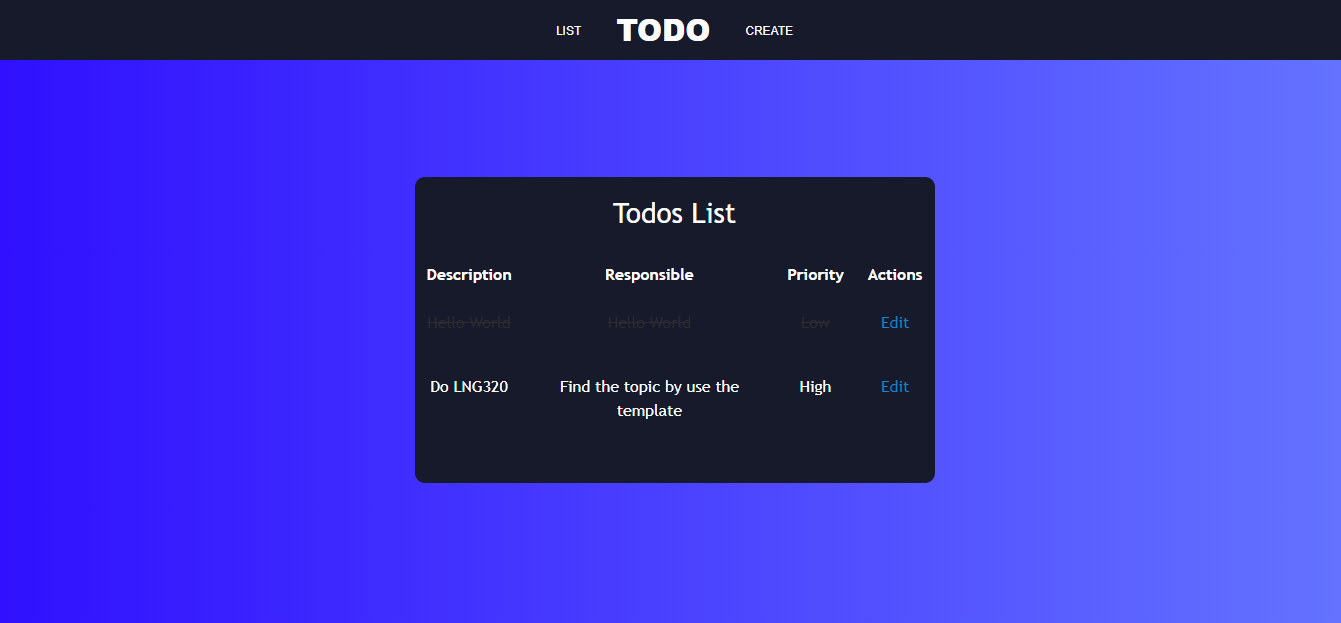 LIST TODO CREATE
Todos List
Description Responsible Priority Actions
Hello World Hello World Low Edit
Do LNG320 Find the topic by use the High Edit
template